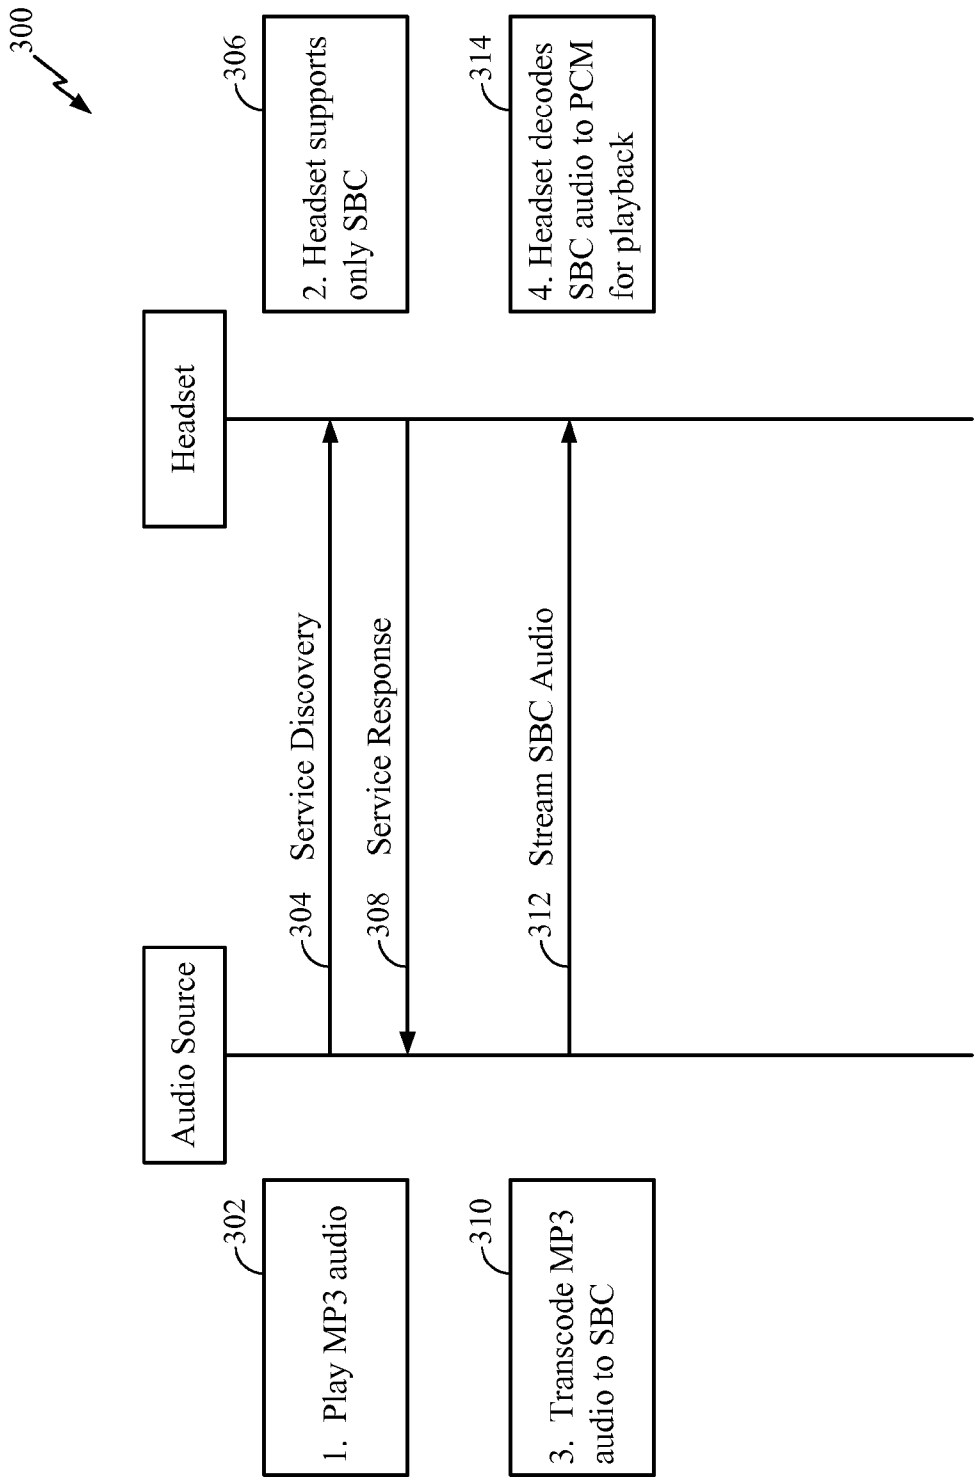 300
Audio Source
Headset
302
1. Play MP3 audio
304
Service Discovery
306
2. Headset supports
only SBC
308
Service Response
310
3. Transcode MP3
audio to SBC
312
Stream SBC Audio
314
4. Headset decodes
SBC audio to PCM
for playback